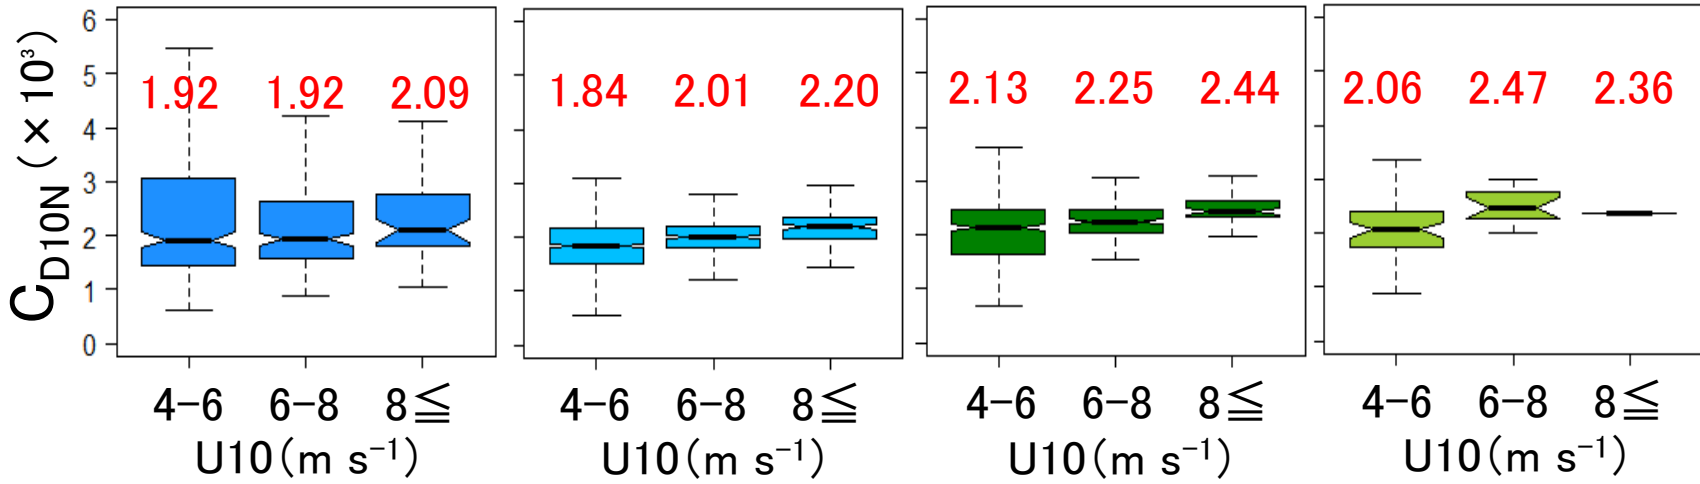 C_D10N (×10³)
6
5
4
3
2
1
0
1.92 1.92 2.09
1.84 2.01 2.20
2.13 2.25 2.44
2.06 2.47 2.36
4-6 6-8 8≦
4-6 6-8 8≦
4-6 6-8 8≦
4-6 6-8 8≦
U10(m s⁻¹)
U10(m s⁻¹)
U10(m s⁻¹)
U10(m s⁻¹)